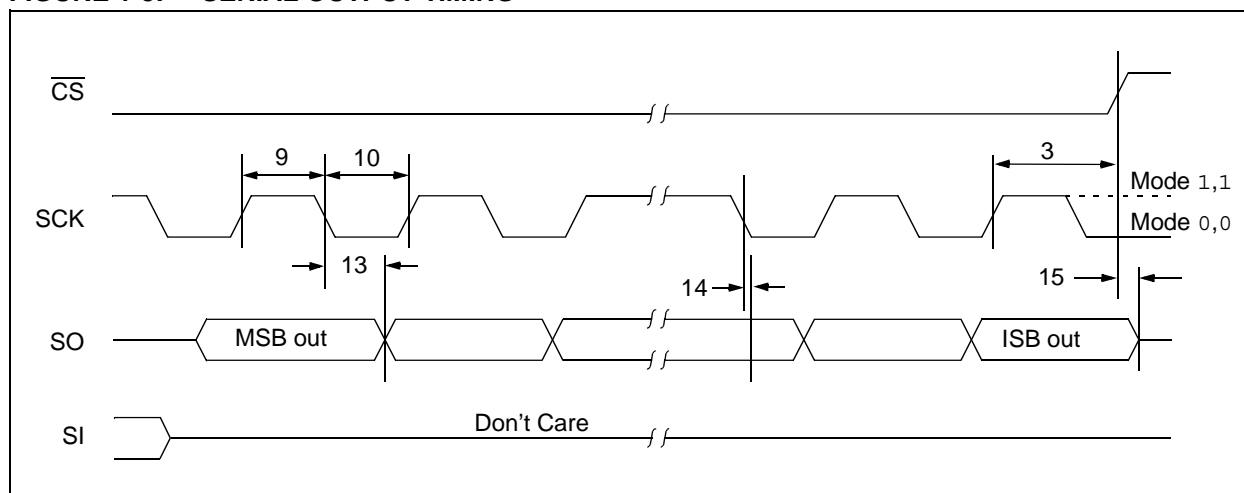 CS
9
10
3
Mode 1,1
SCK
Mode 0,0
13
14
15
SO
MSB out
ISB out
Don't Care
SI